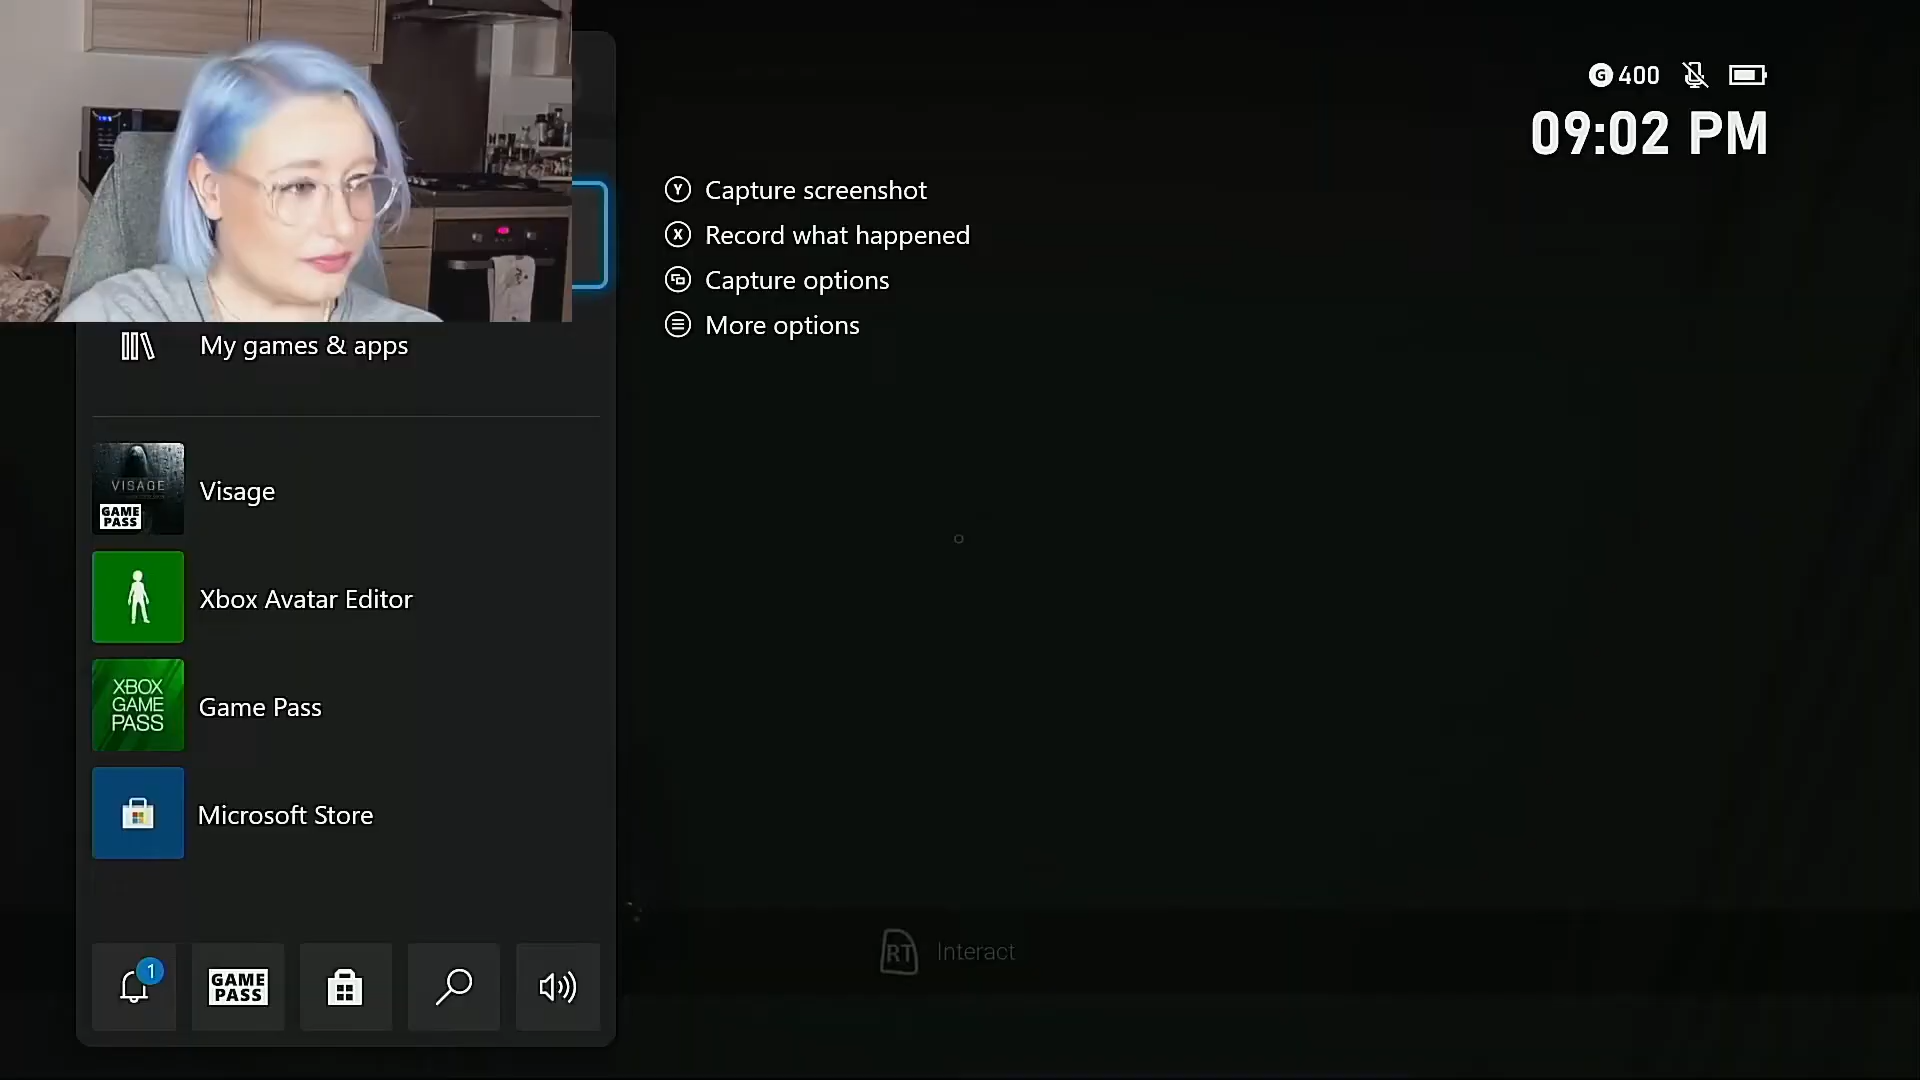 G 400
09:02 PM
Y Capture screenshot
X Record what happened
Capture options
More options
My games & apps
VISAGE
GAME
PASS
Visage
Xbox Avatar Editor
XBOX
GAME
PASS
Game Pass
Microsoft Store
1
GAME
PASS
RT Interact